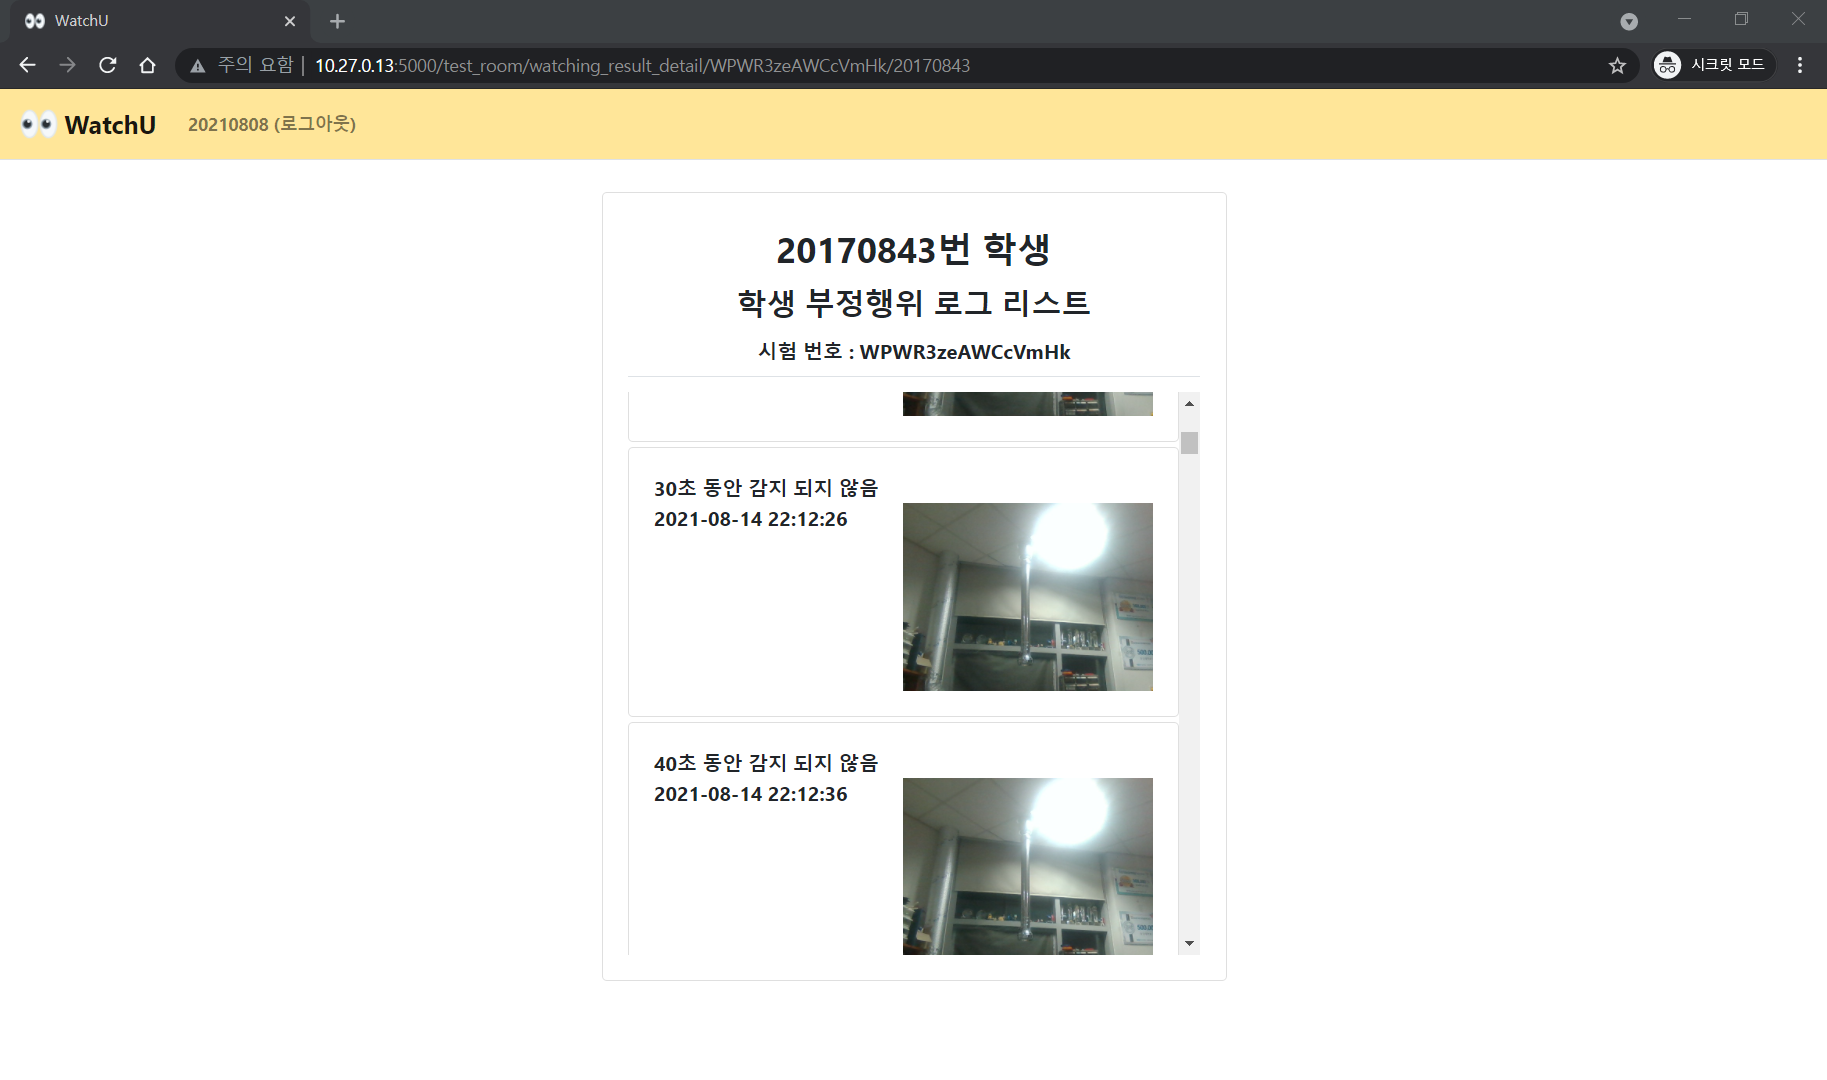 WatchU
주의 요함 | 10.27.0.13:5000/test_room/watching_result_detail/WPWR3zeAWCcVmHk/20170843
시크릿 모드
WatchU 20210808 (로그아웃)
20170843번 학생
학생 부정행위 로그 리스트
시험 번호 : WPWR3zeAWCcVmHk
30초 동안 감지 되지 않음
2021-08-14 22:12:26
40초 동안 감지 되지 않음
2021-08-14 22:12:36